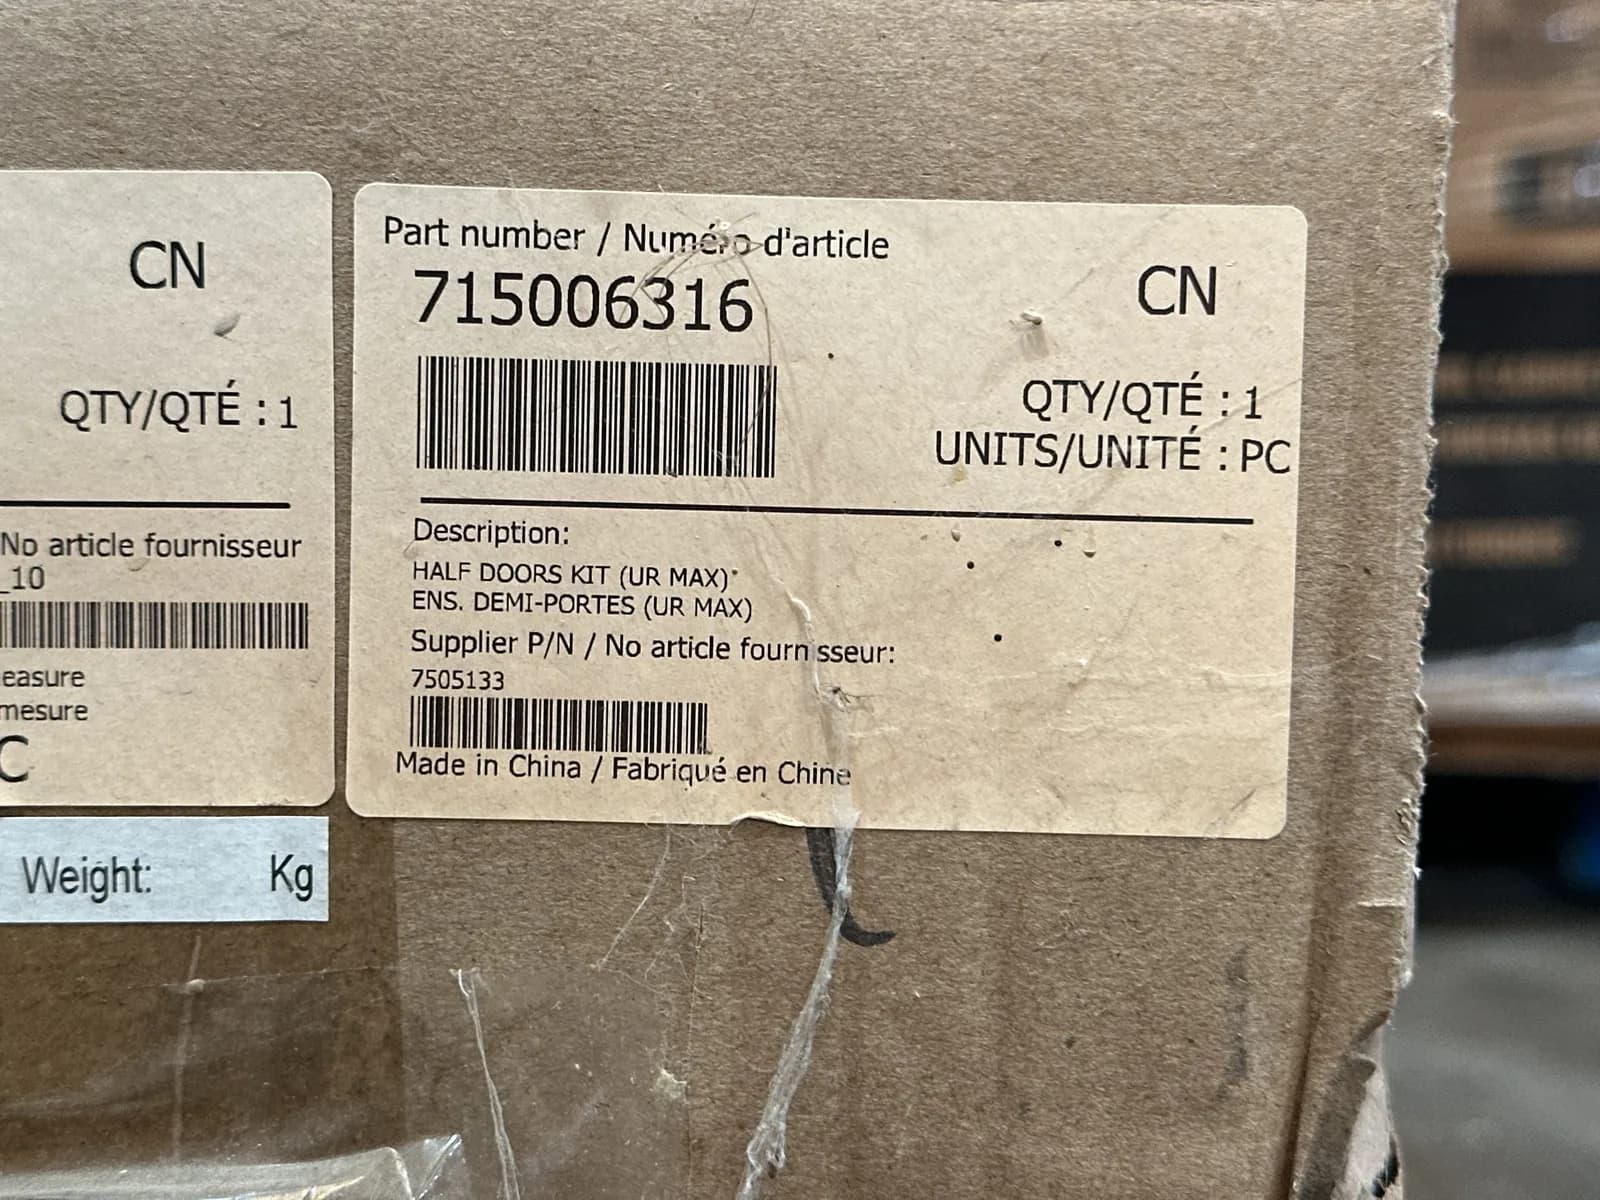 CN
QTY/QTÉ : 1
No article fournisseur
_10
easure
mesure
C
Weight: Kg
Part number / Numéro d'article
715006316
CN
QTY/QTÉ : 1
UNITS/UNITÉ : PC
Description:
HALF DOORS KIT (UR MAX)*
ENS. DEMI-PORTES (UR MAX)
Supplier P/N / No article fournisseur:
7505133
Made in China / Fabriqué en Chine